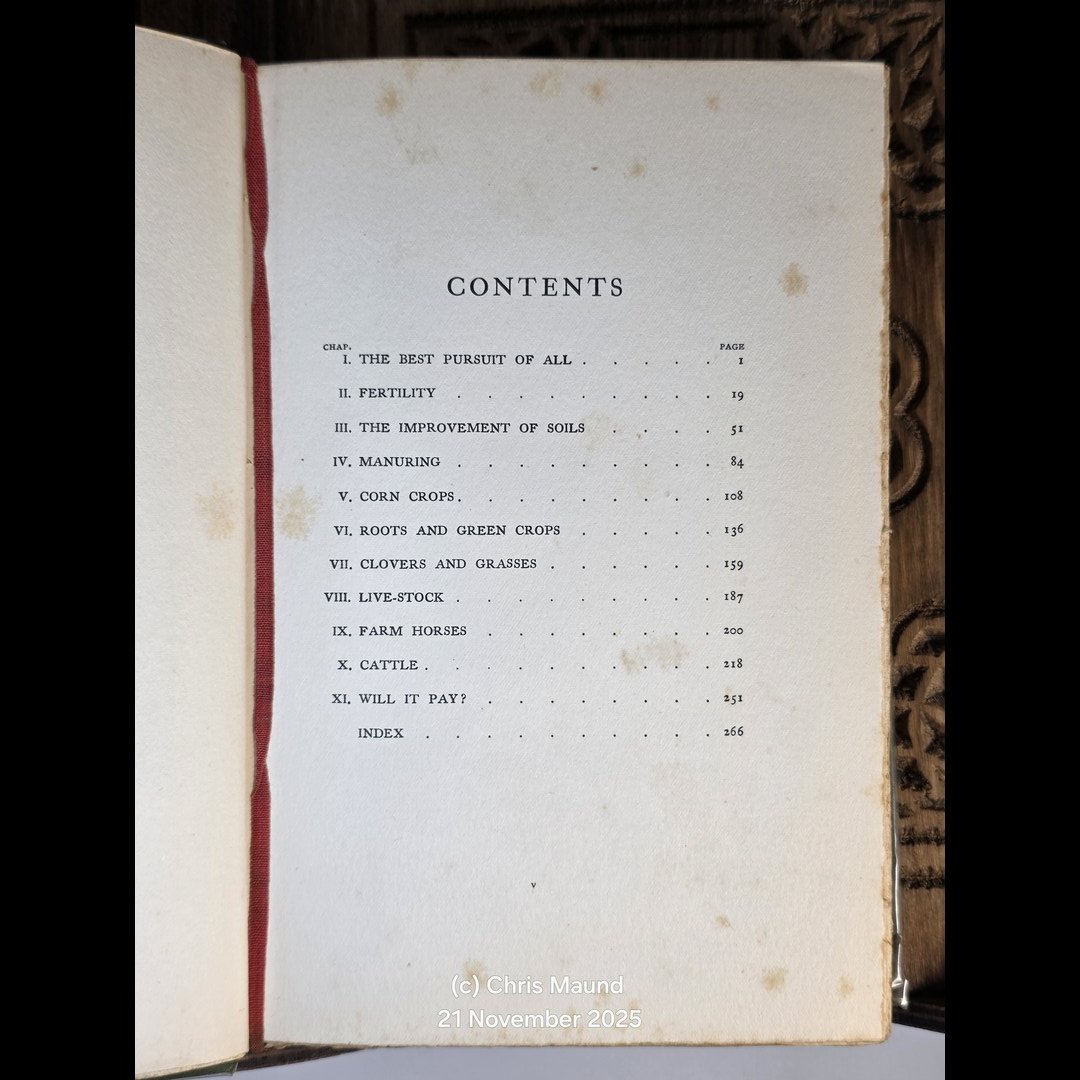 CONTENTS
CHAP. PAGE
I. THE BEST PURSUIT OF ALL . . . . . 1
II. FERTILITY . . . . . . . . . 19
III. THE IMPROVEMENT OF SOILS . . . . 51
IV. MANURING . . . . . . . . . 84
V. CORN CROPS . . . . . . . . . 108
VI. ROOTS AND GREEN CROPS . . . . . 136
VII. CLOVERS AND GRASSES . . . . . . 159
VIII. LIVE-STOCK . . . . . . . . . 187
IX. FARM HORSES . . . . . . . . 200
X. CATTLE . . . . . . . . . . 218
XI. WILL IT PAY? . . . . . . . . 251
INDEX . . . . . . . . . . 266
v
(c) Chris Maund
21 November 2025